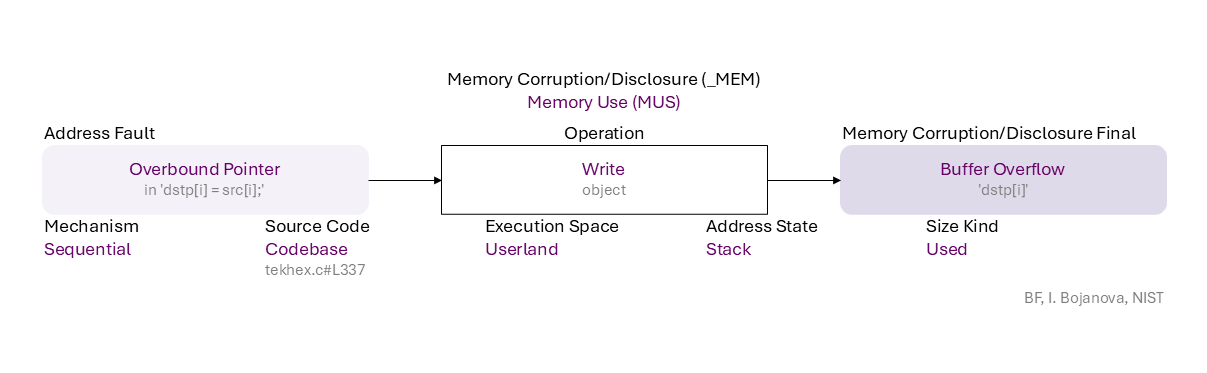 Memory Corruption/Disclosure (_MEM)
Memory Use (MUS)
Address Fault
Operation
Memory Corruption/Disclosure Final
Overbound Pointer
in 'dstp[i] = src[i];'
Write
object
Buffer Overflow
'dstp[i]'
Mechanism
Sequential
Source Code
Codebase
tekhex.c#L337
Execution Space
Userland
Address State
Stack
Size Kind
Used
BF, I. Bojanova, NIST